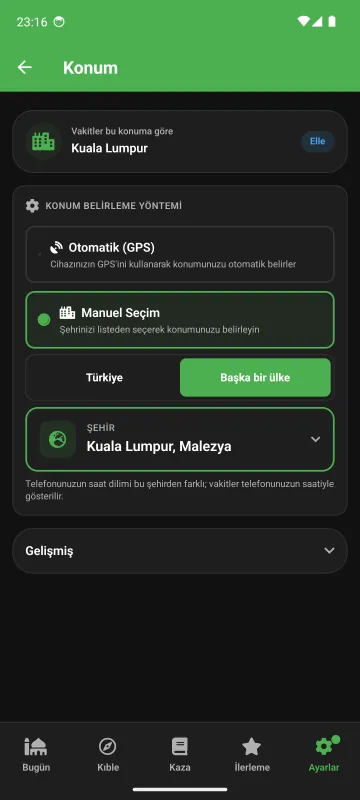 23:16
Konum
Vakitler bu konuma göre
Kuala Lumpur
Elle
KONUM BELİRLEME YÖNTEMİ
Otomatik (GPS)
Cihazınızın GPS'ini kullanarak konumunuzu otomatik belirler
Manuel Seçim
Şehrinizi listeden seçerek konumunuzu belirleyin
Türkiye
Başka bir ülke
ŞEHİR
Kuala Lumpur, Malezya
Telefonunuzun saat dilimi bu şehirden farklı; vakitler telefonunuzun saatiyle
gösterilir.
Gelişmiş
Bugün
Kıble
Kaza
İlerleme
Ayarlar